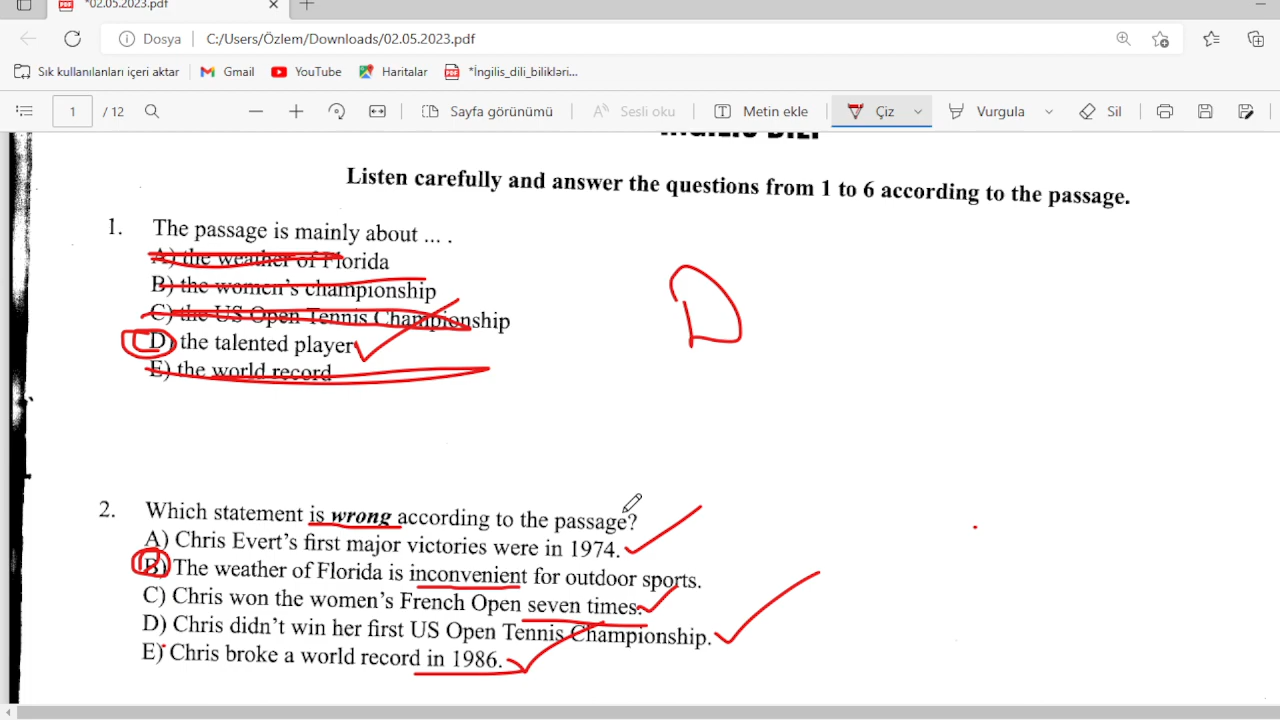 *02.05.2023.pdf
Dosya C:/Users/Özlem/Downloads/02.05.2023.pdf
Sık kullanılanları içeri aktar Gmail YouTube Haritalar *İngilis_dili_bilikləri...
1 / 12 Sayfa görünümü Sesli oku Metin ekle Çiz Vurgula Sil
İNGİLİS DİLİ
Listen carefully and answer the questions from 1 to 6 according to the passage.
1. The passage is mainly about ... .
A) the weather of Florida
B) the women's championship
C) the US Open Tennis Championship
D) the talented player
E) the world record
D
2. Which statement is wrong according to the passage?
A) Chris Evert's first major victories were in 1974.
B) The weather of Florida is inconvenient for outdoor sports.
C) Chris won the women's French Open seven times.
D) Chris didn't win her first US Open Tennis Championship.
E) Chris broke a world record in 1986.